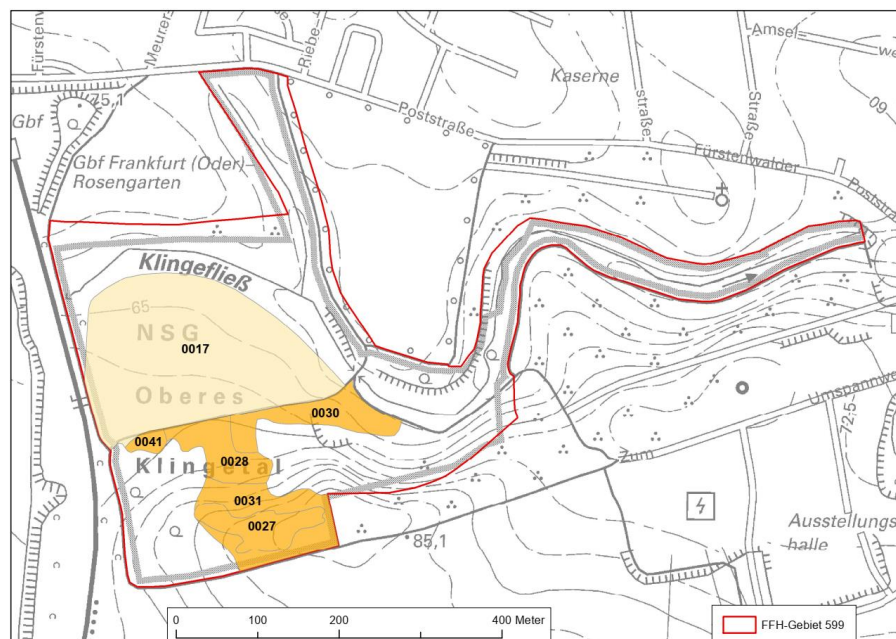 Fürstenw
Meurers
Riebe-
Amsel
we
Kaserne
straße
Straße
09
75,1
Gbf
Poststraße
Gbf Frankfurt (Oder)-
Rosengarten
Fürstenwalder
Poststr
Klingefließ
65
NSG
0017
Oberes
0030
0041
Klingetal
0028
0031
0027
Zum
Umspannwe
72,5
85,1
Ausstellungs
halle
0 100 200 400 Meter
FFH-Gebiet 599